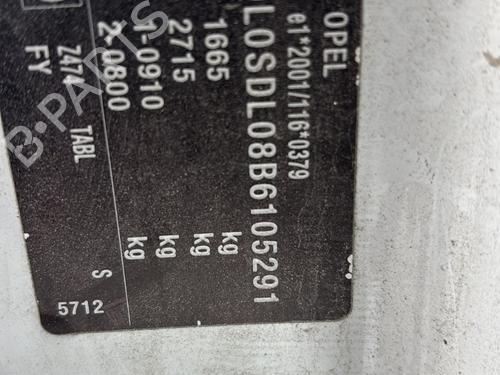 OPEL
e1*2001/116*0379
L0SDL08B6105291
1665 kg
2715 kg
1-0910 kg
2-0800 kg
TABL
Z474
FY
S
5712
B-PARTS